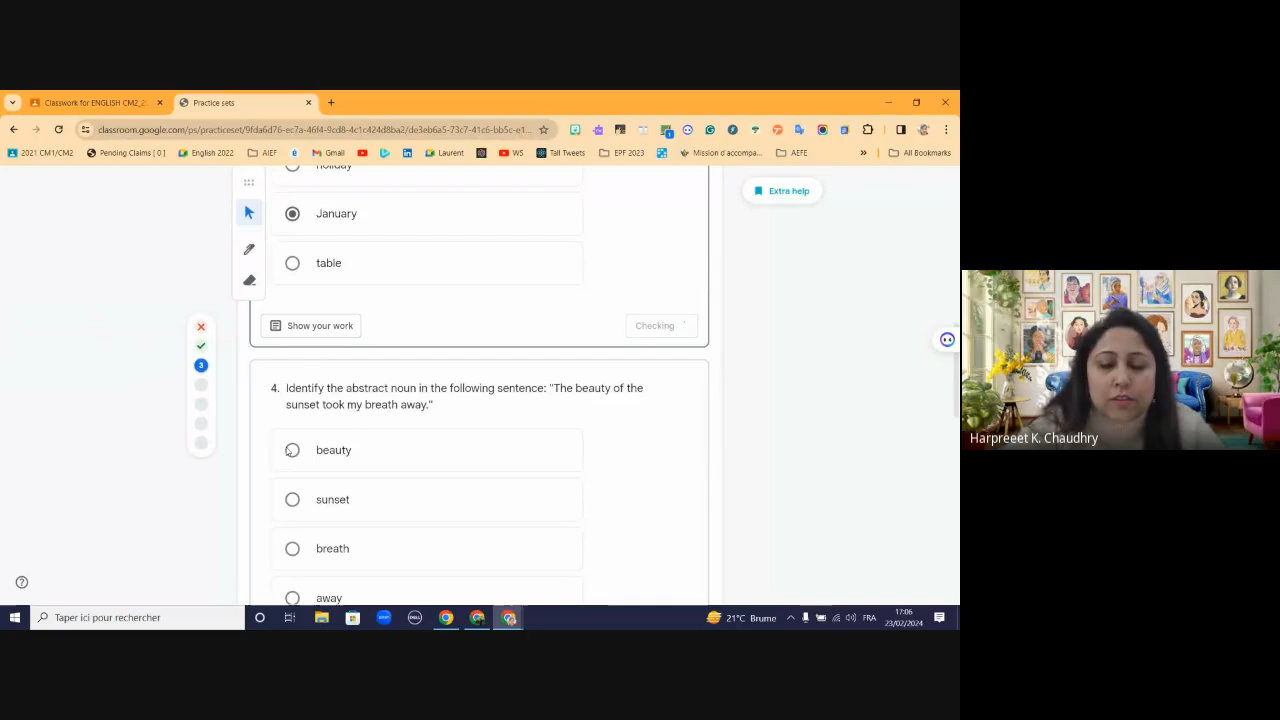 Classwork for ENGLISH CM2_2
Practice sets
classroom.google.com/ps/practiceset/9fda6d76-ec7a-46f4-9cd8-4c1c424d8ba2/de3eb6a5-73c7-41c6-bb5c-e1...
2021 CM1/CM2
Pending Claims [ 0 ]
English 2022
AIEF
Gmail
Laurent
WS
Tall Tweets
EPF 2023
Mission d accompa...
AEFE
»
All Bookmarks
holiday
Extra help
January
table
Show your work
Checking
3
4. Identify the abstract noun in the following sentence: "The beauty of the
sunset took my breath away."
beauty
sunset
breath
away
Harpreeet K. Chaudhry
Taper ici pour rechercher
21°C Brume
FRA
17:06
23/02/2024